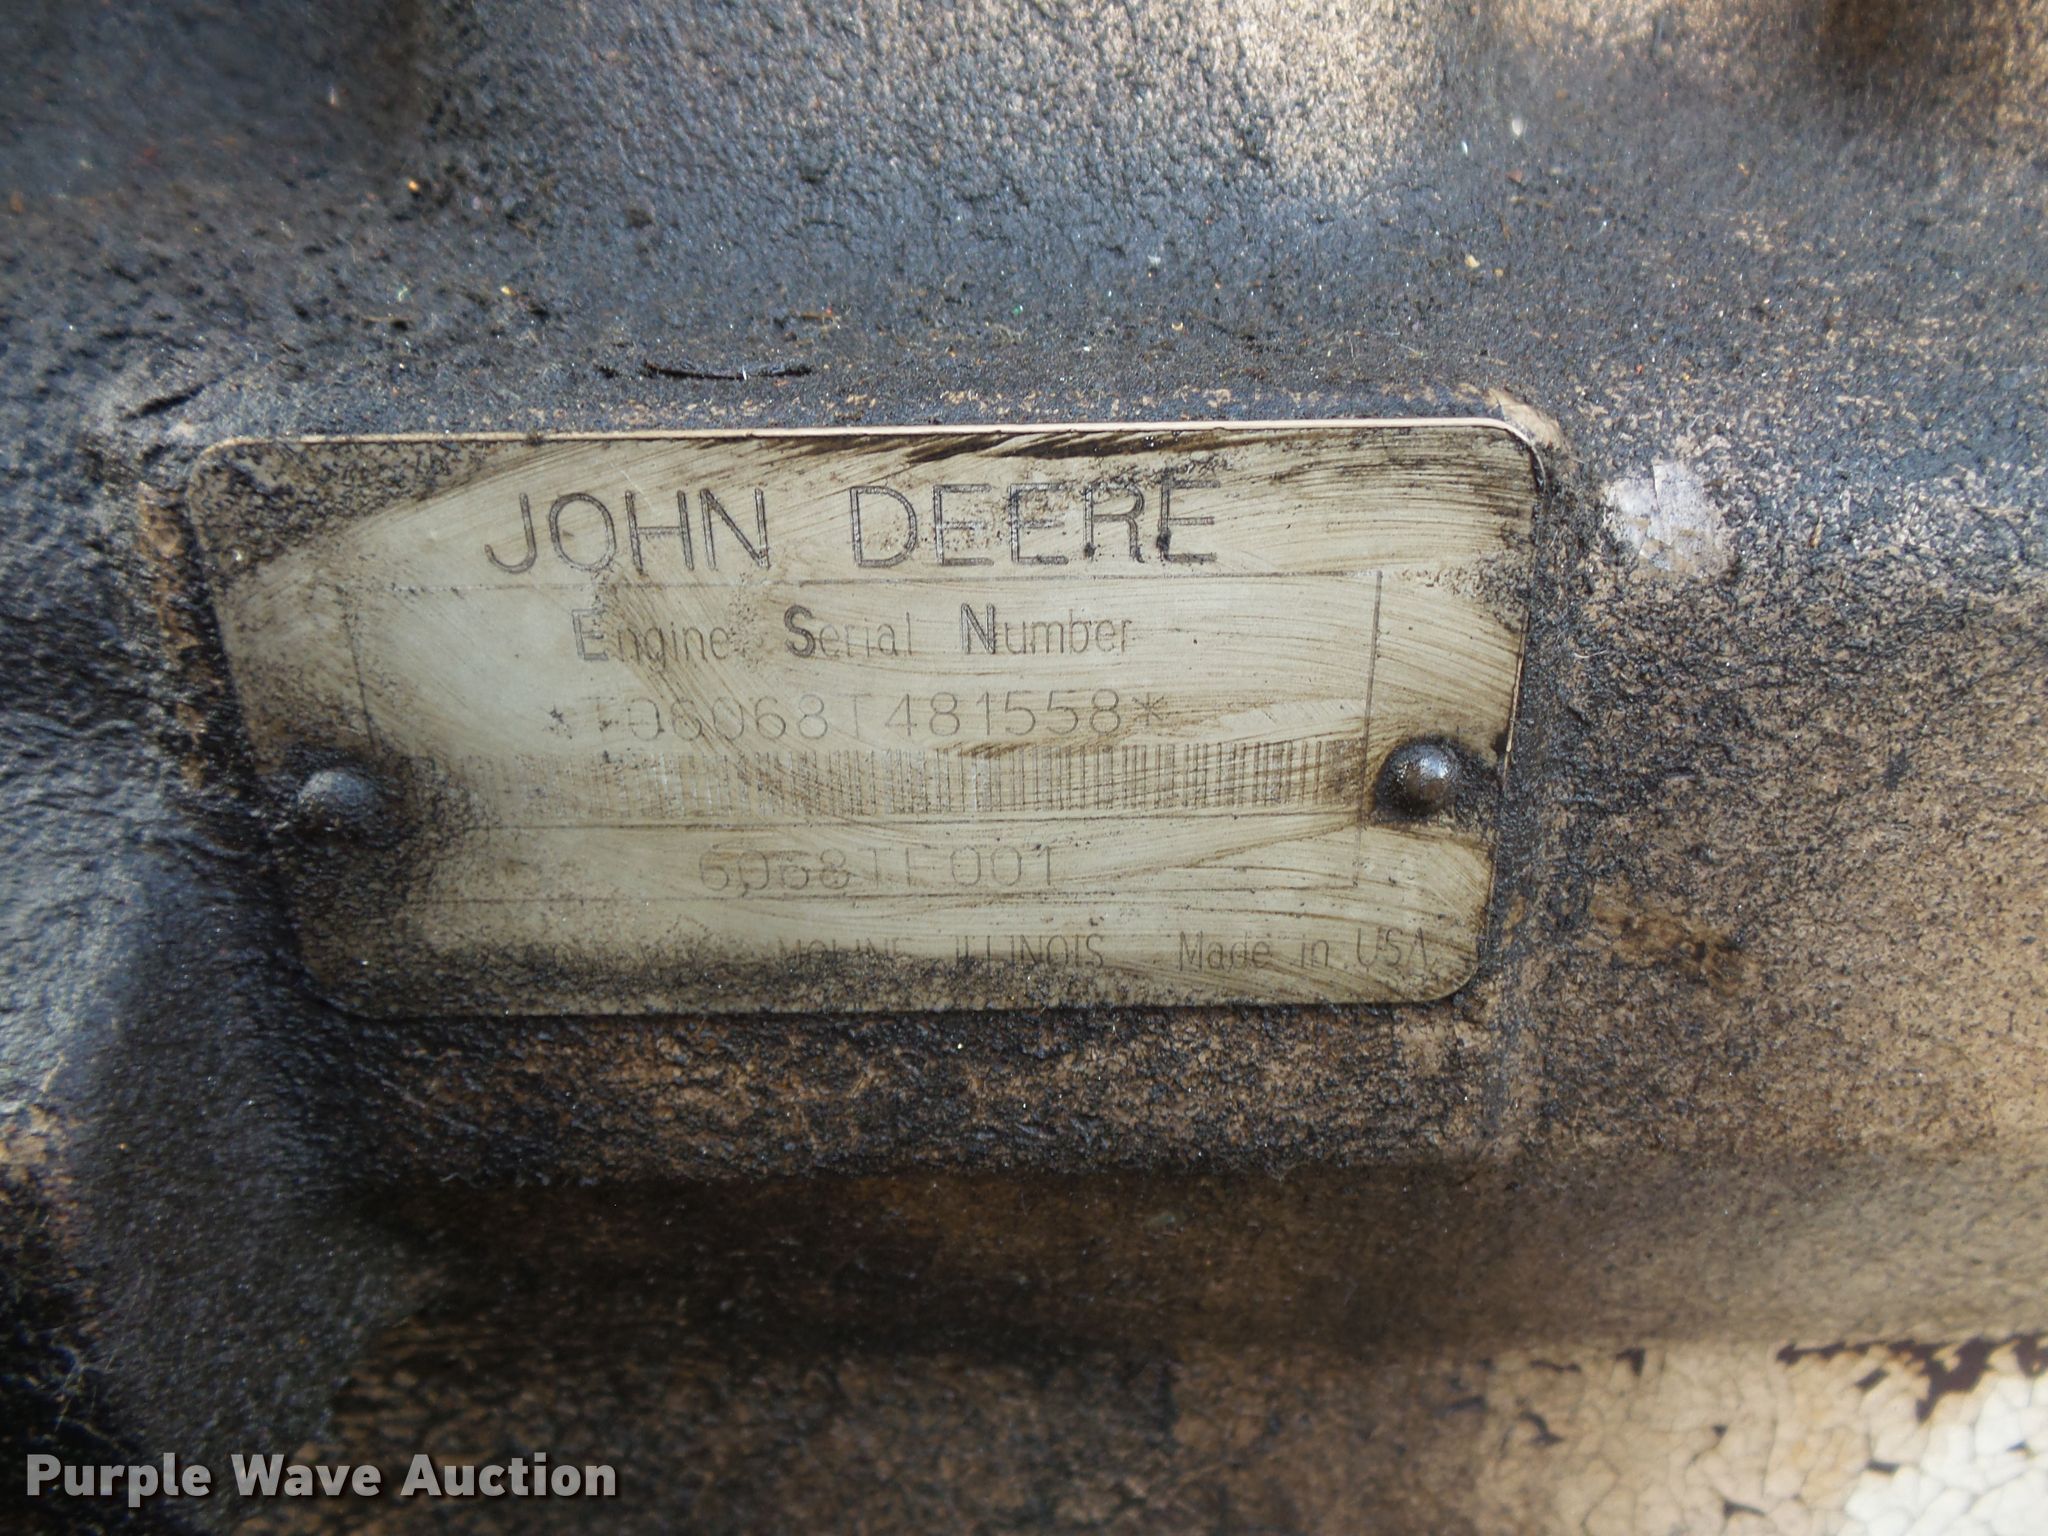 JOHN DEERE
Engine Serial Number
*T06068T481558*
6068TF001
MOLINE ILLINOIS Made in USA
Purple Wave Auction